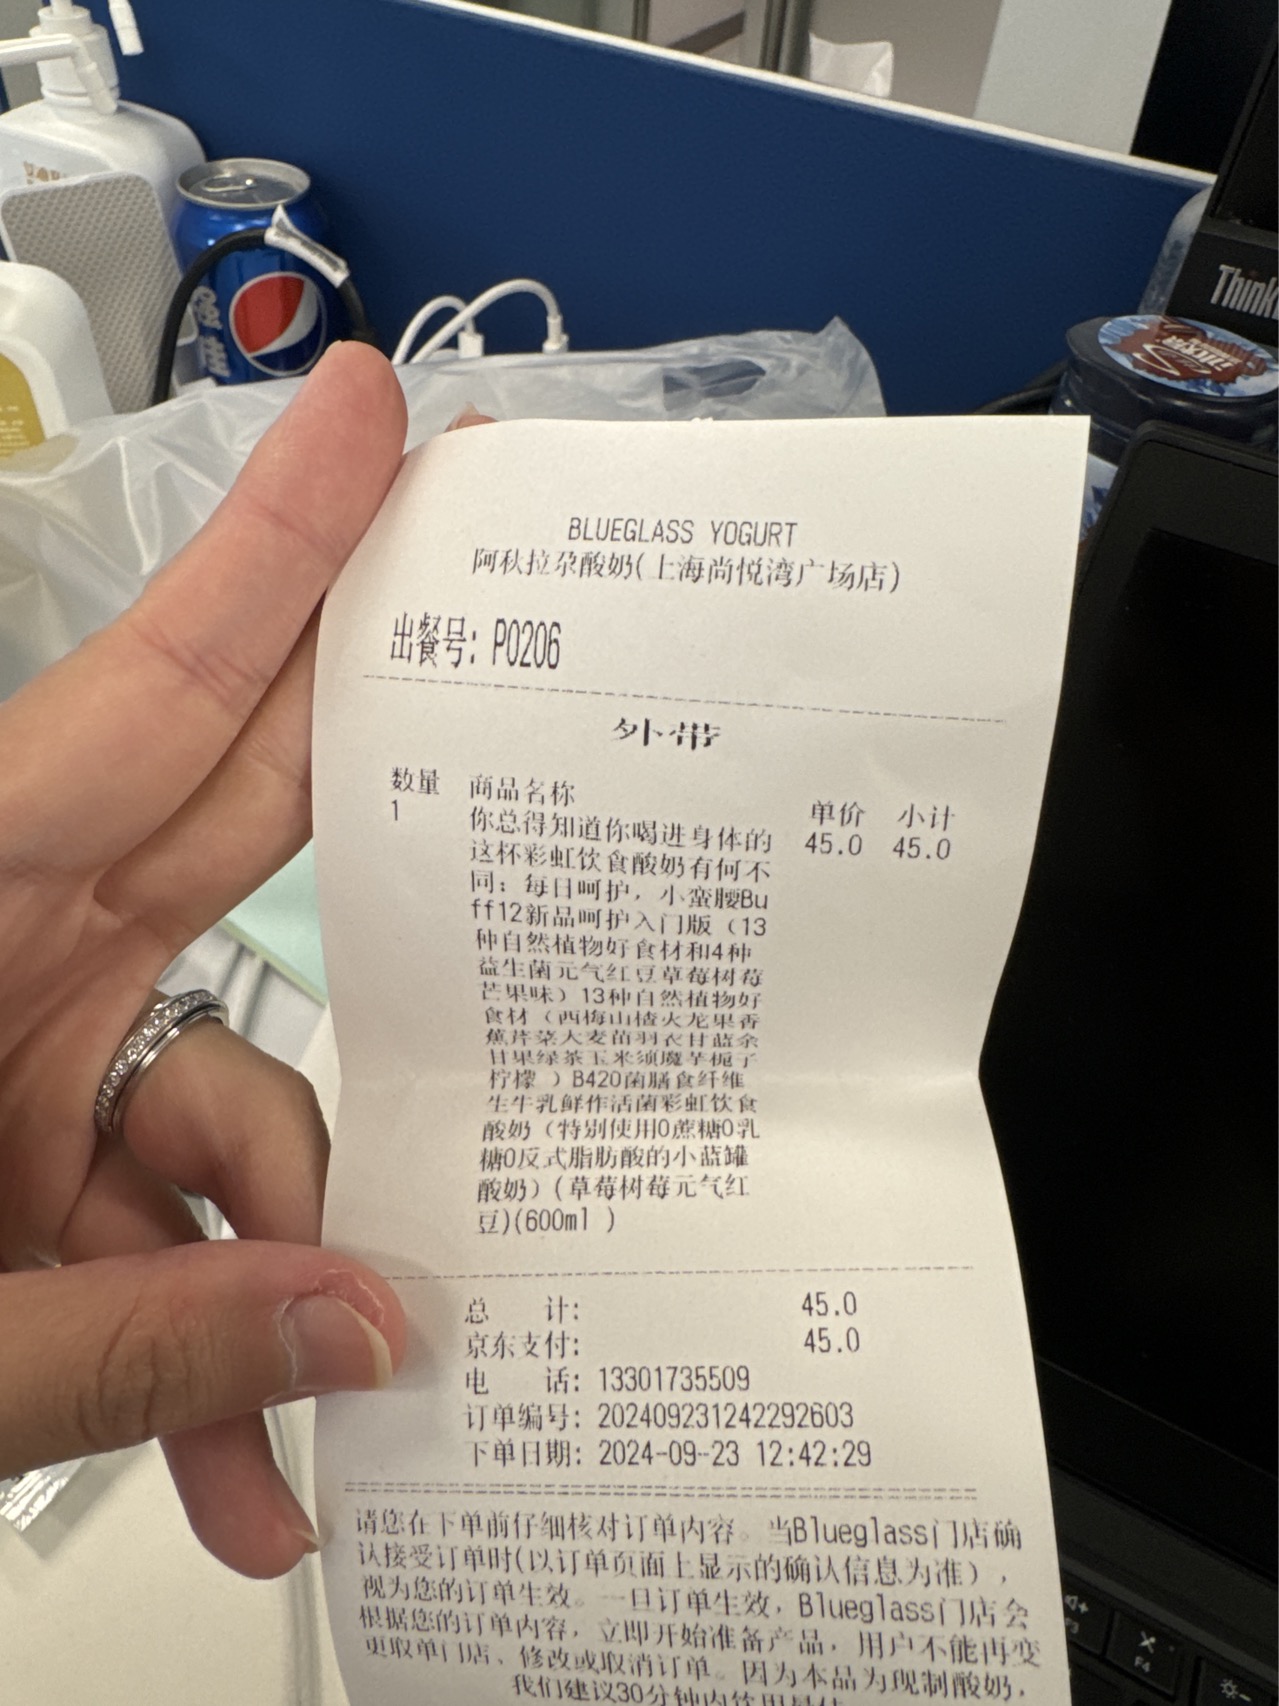 Think
BLUEGLASS YOGURT
阿秋拉尕酸奶(上海尚悦湾广场店)
出餐号: P0206
外带
数量 商品名称 单价 小计
1 你总得知道你喝进身体的 45.0 45.0
这杯彩虹饮食酸奶有何不
同：每日呵护，小蛮腰Bu
ff12新品呵护入门版（13
种自然植物好食材和4种
益生菌元气红豆草莓树莓
芒果味）13种自然植物好
食材（西梅山楂火龙果香
蕉芹菜大麦苗羽衣甘蓝余
甘果绿茶玉米须魔芋栀子
柠檬 ）B420菌膳食纤维
生牛乳鲜作活菌彩虹饮食
酸奶（特别使用0蔗糖0乳
糖0反式脂肪酸的小蓝罐
酸奶）(草莓树莓元气红
豆)(600ml )
总 计: 45.0
京东支付: 45.0
电 话: 13301735509
订单编号: 202409231242292603
下单日期: 2024-09-23 12:42:29
请您在下单前仔细核对订单内容。当Blueglass门店确
认接受订单时(以订单页面上显示的确认信息为准)，
视为您的订单生效。一旦订单生效，Blueglass门店会
根据您的订单内容，立即开始准备产品，用户不能再变
更取单门店、修改或取消订单。因为本品为现制酸奶，
我们建议30分钟内饮用最佳
F4